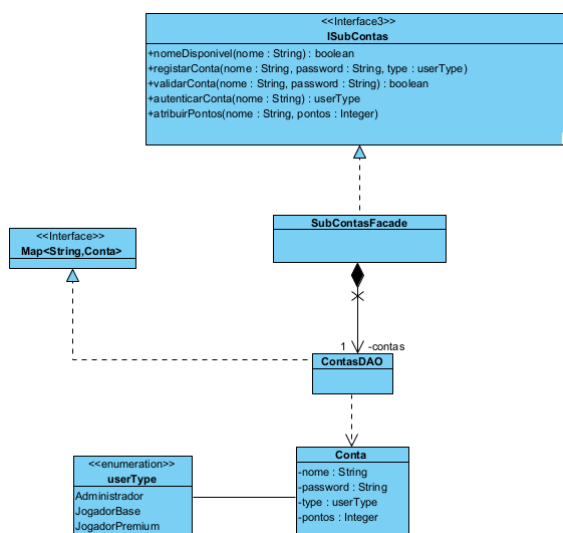 <<Interface3>>
ISubContas
+nomeDisponivel(nome : String) : boolean
+registarConta(nome : String, password : String, type : userType)
+validarConta(nome : String, password : String) : boolean
+autenticarConta(nome : String) : userType
+atribuirPontos(nome : String, pontos : Integer)
SubContasFacade
<<Interface>>
Map<String,Conta>
1 -contas
ContasDAO
Conta
-nome : String
-password : String
-type : userType
-pontos : Integer
<<enumeration>>
userType
Administrador
JogadorBase
JogadorPremium